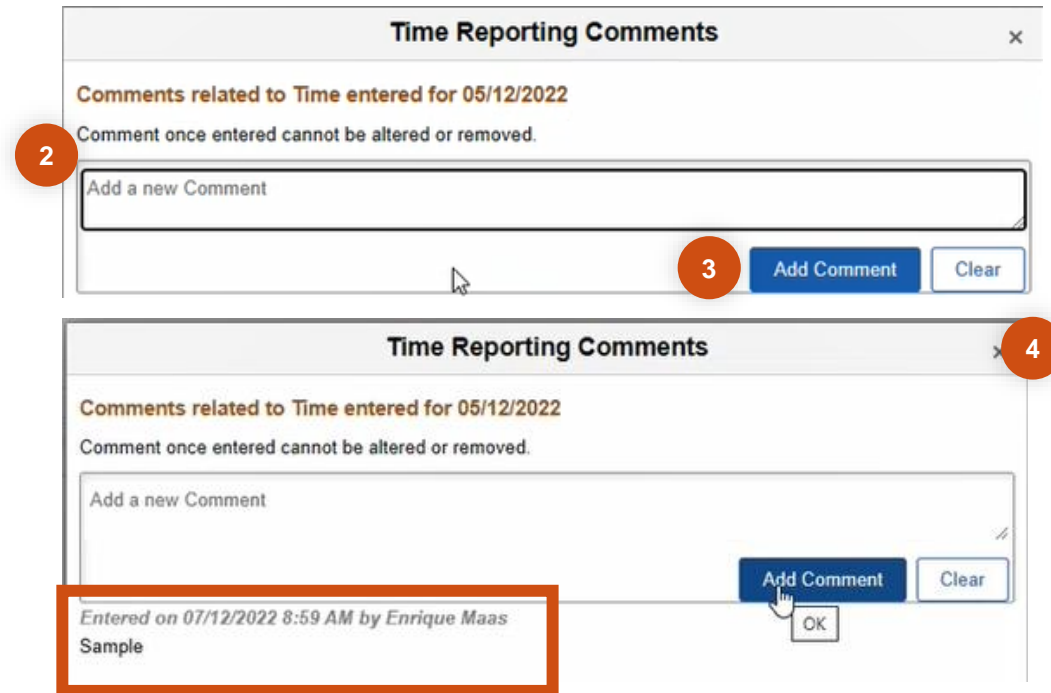 Time Reporting Comments ×
Comments related to Time entered for 05/12/2022
Comment once entered cannot be altered or removed.
2
Add a new Comment
3 Add Comment Clear
Time Reporting Comments × 4
Comments related to Time entered for 05/12/2022
Comment once entered cannot be altered or removed.
Add a new Comment
Add Comment Clear
OK
Entered on 07/12/2022 8:59 AM by Enrique Maas
Sample